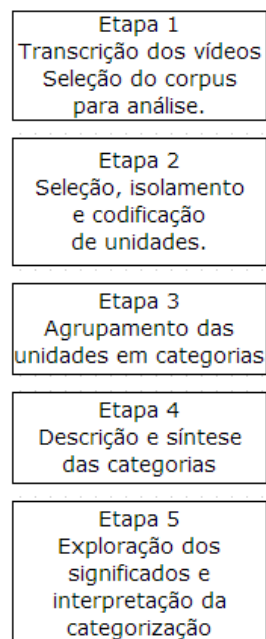 Etapa 1
Transcrição dos vídeos
Seleção do corpus
para análise.
Etapa 2
Seleção, isolamento
e codificação
de unidades.
Etapa 3
Agrupamento das
unidades em categorias
Etapa 4
Descrição e síntese
das categorias
Etapa 5
Exploração dos
significados e
interpretação da
categorização